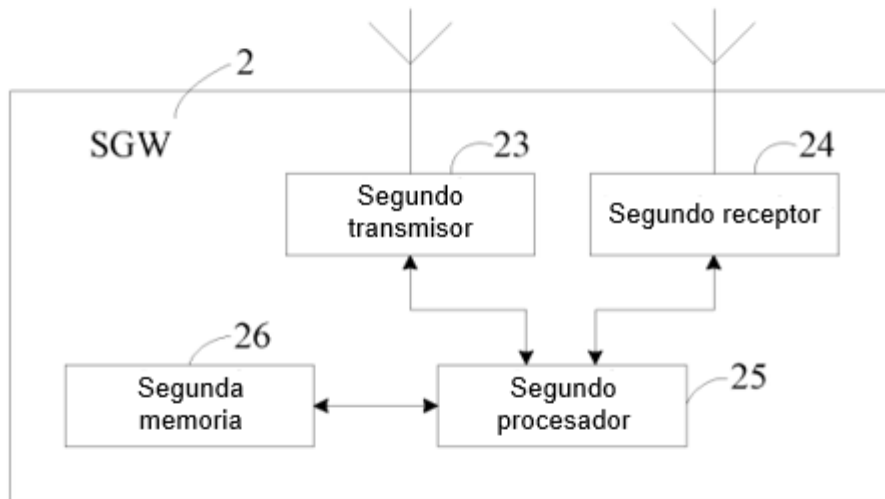 2
SGW
23
24
Segundo
transmisor
Segundo receptor
26
Segunda
memoria
Segundo
procesador
25